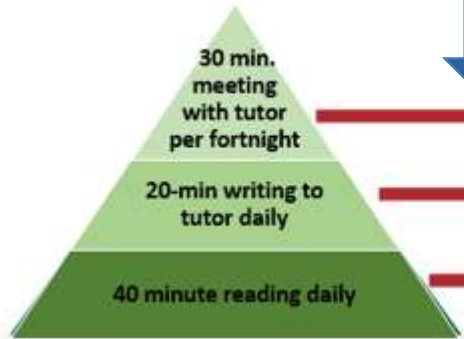 30 min.
meeting
with tutor
per fortnight
20-min writing to
tutor daily
40 minute reading daily